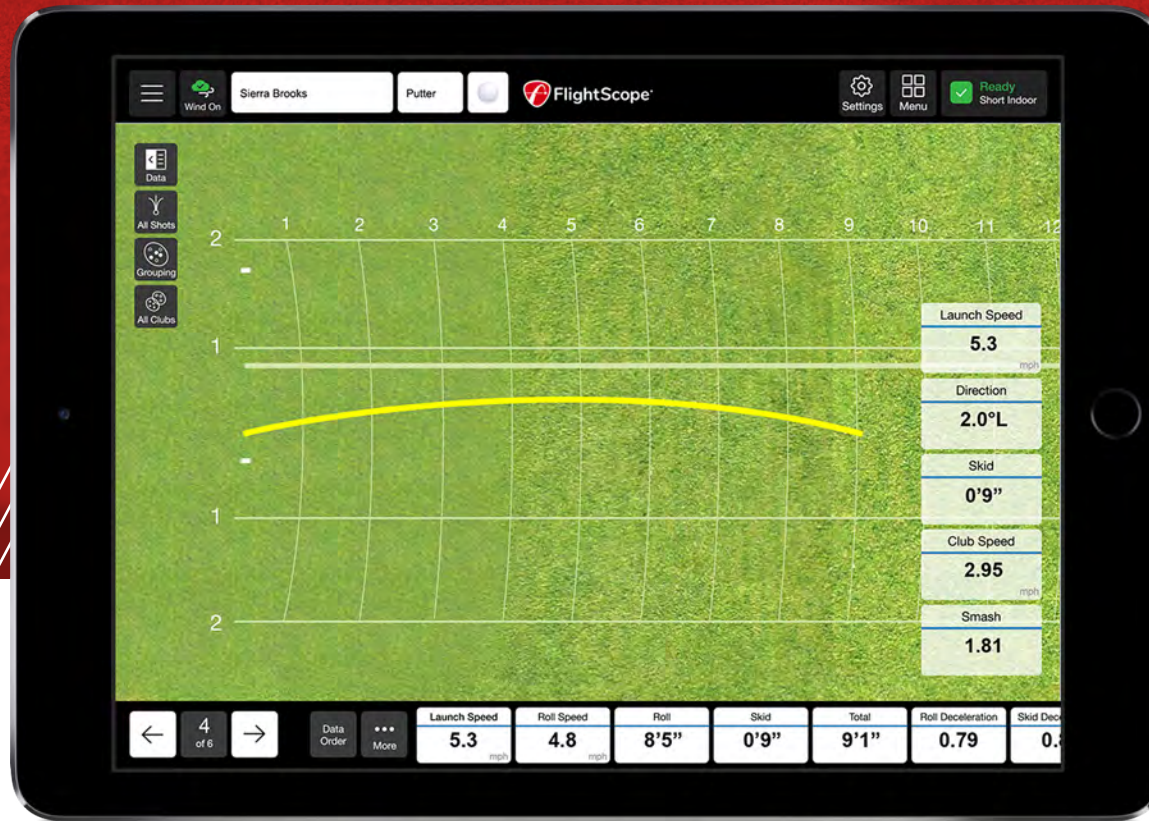 Wind On
Sierra Brooks
Putter
FlightScope
Settings
Menu
Ready
Short Indoor
Data
All Shots
Grouping
All Clubs
1 2 3 4 5 6 7 8 9 10 11 12
2
1
1
2
Launch Speed
5.3
mph
Direction
2.0°L
Skid
0'9"
Club Speed
2.95
mph
Smash
1.81
4
of 6
Data
Order
More
Launch Speed
5.3
mph
Roll Speed
4.8
mph
Roll
8'5"
Skid
0'9"
Total
9'1"
Roll Deceleration
0.79
Skid